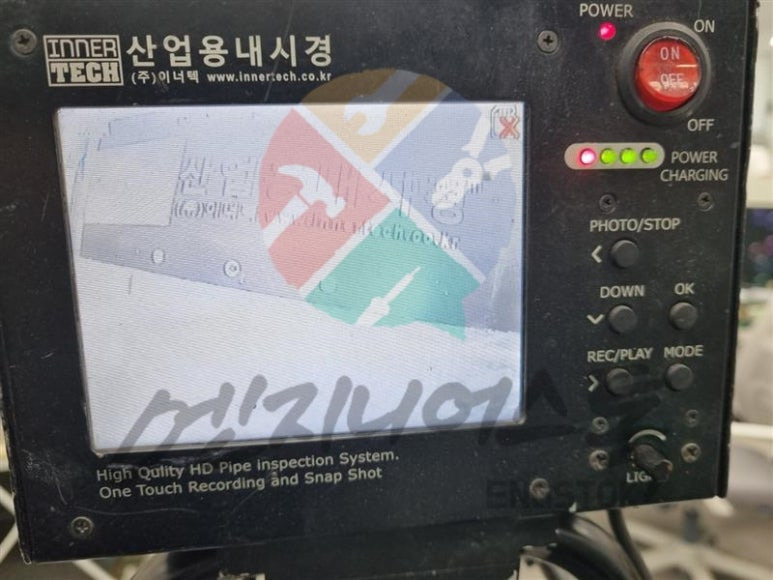 INNER
TECH
산업용내시경
(주)이너텍 www.innertech.co.kr
POWER
ON
ON
OFF
OFF
POWER
CHARGING
PHOTO/STOP
<
DOWN
OK
REC/PLAY
MODE
>
High Qulity HD Pipe inspection System.
One Touch Recording and Snap Shot
엔지니어스톡